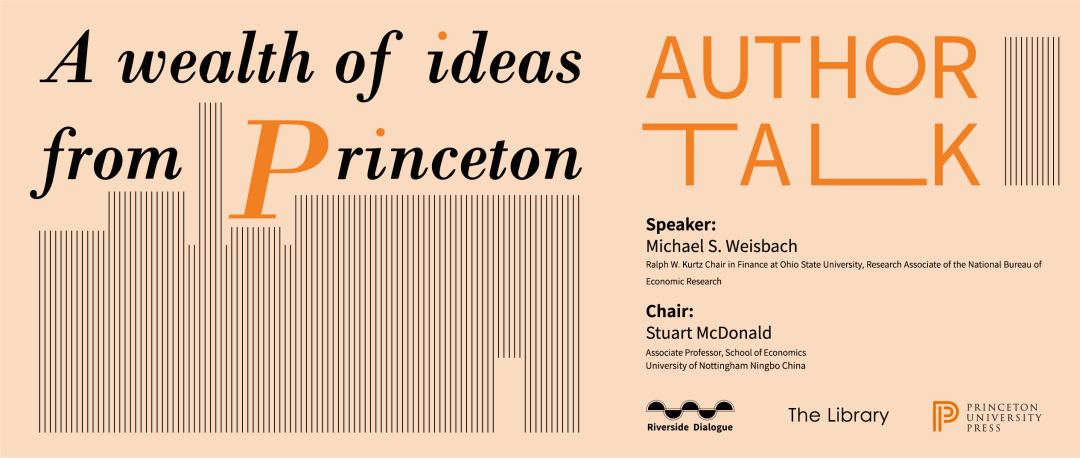 A wealth of ideas
from Princeton
AUTHOR
TALK
Speaker:
Michael S. Weisbach
Ralph W. Kurtz Chair in Finance at Ohio State University, Research Associate of the National Bureau of
Economic Research
Chair:
Stuart McDonald
Associate Professor, School of Economics
University of Nottingham Ningbo China
Riverside Dialogue
The Library
PRINCETON
UNIVERSITY
PRESS